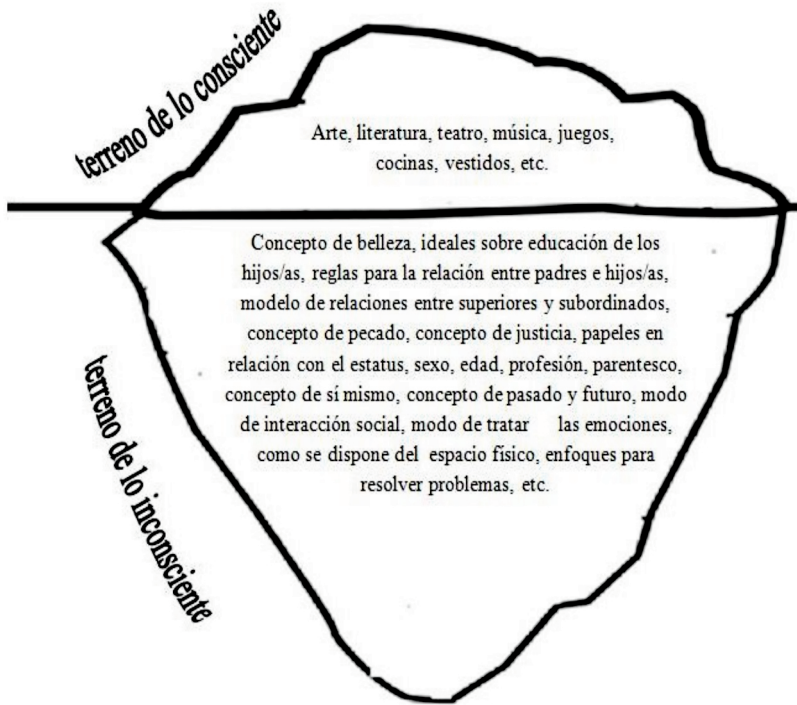 terreno de lo consciente
Arte, literatura, teatro, música, juegos,
cocinas, vestidos, etc.
Concepto de belleza, ideales sobre educación de los
hijos/as, reglas para la relación entre padres e hijos/as,
modelo de relaciones entre superiores y subordinados,
concepto de pecado, concepto de justicia, papeles en
relación con el estatus, sexo, edad, profesión, parentesco,
concepto de sí mismo, concepto de pasado y futuro, modo
de interacción social, modo de tratar las emociones,
como se dispone del espacio físico, enfoques para
resolver problemas, etc.
terreno de lo inconsciente